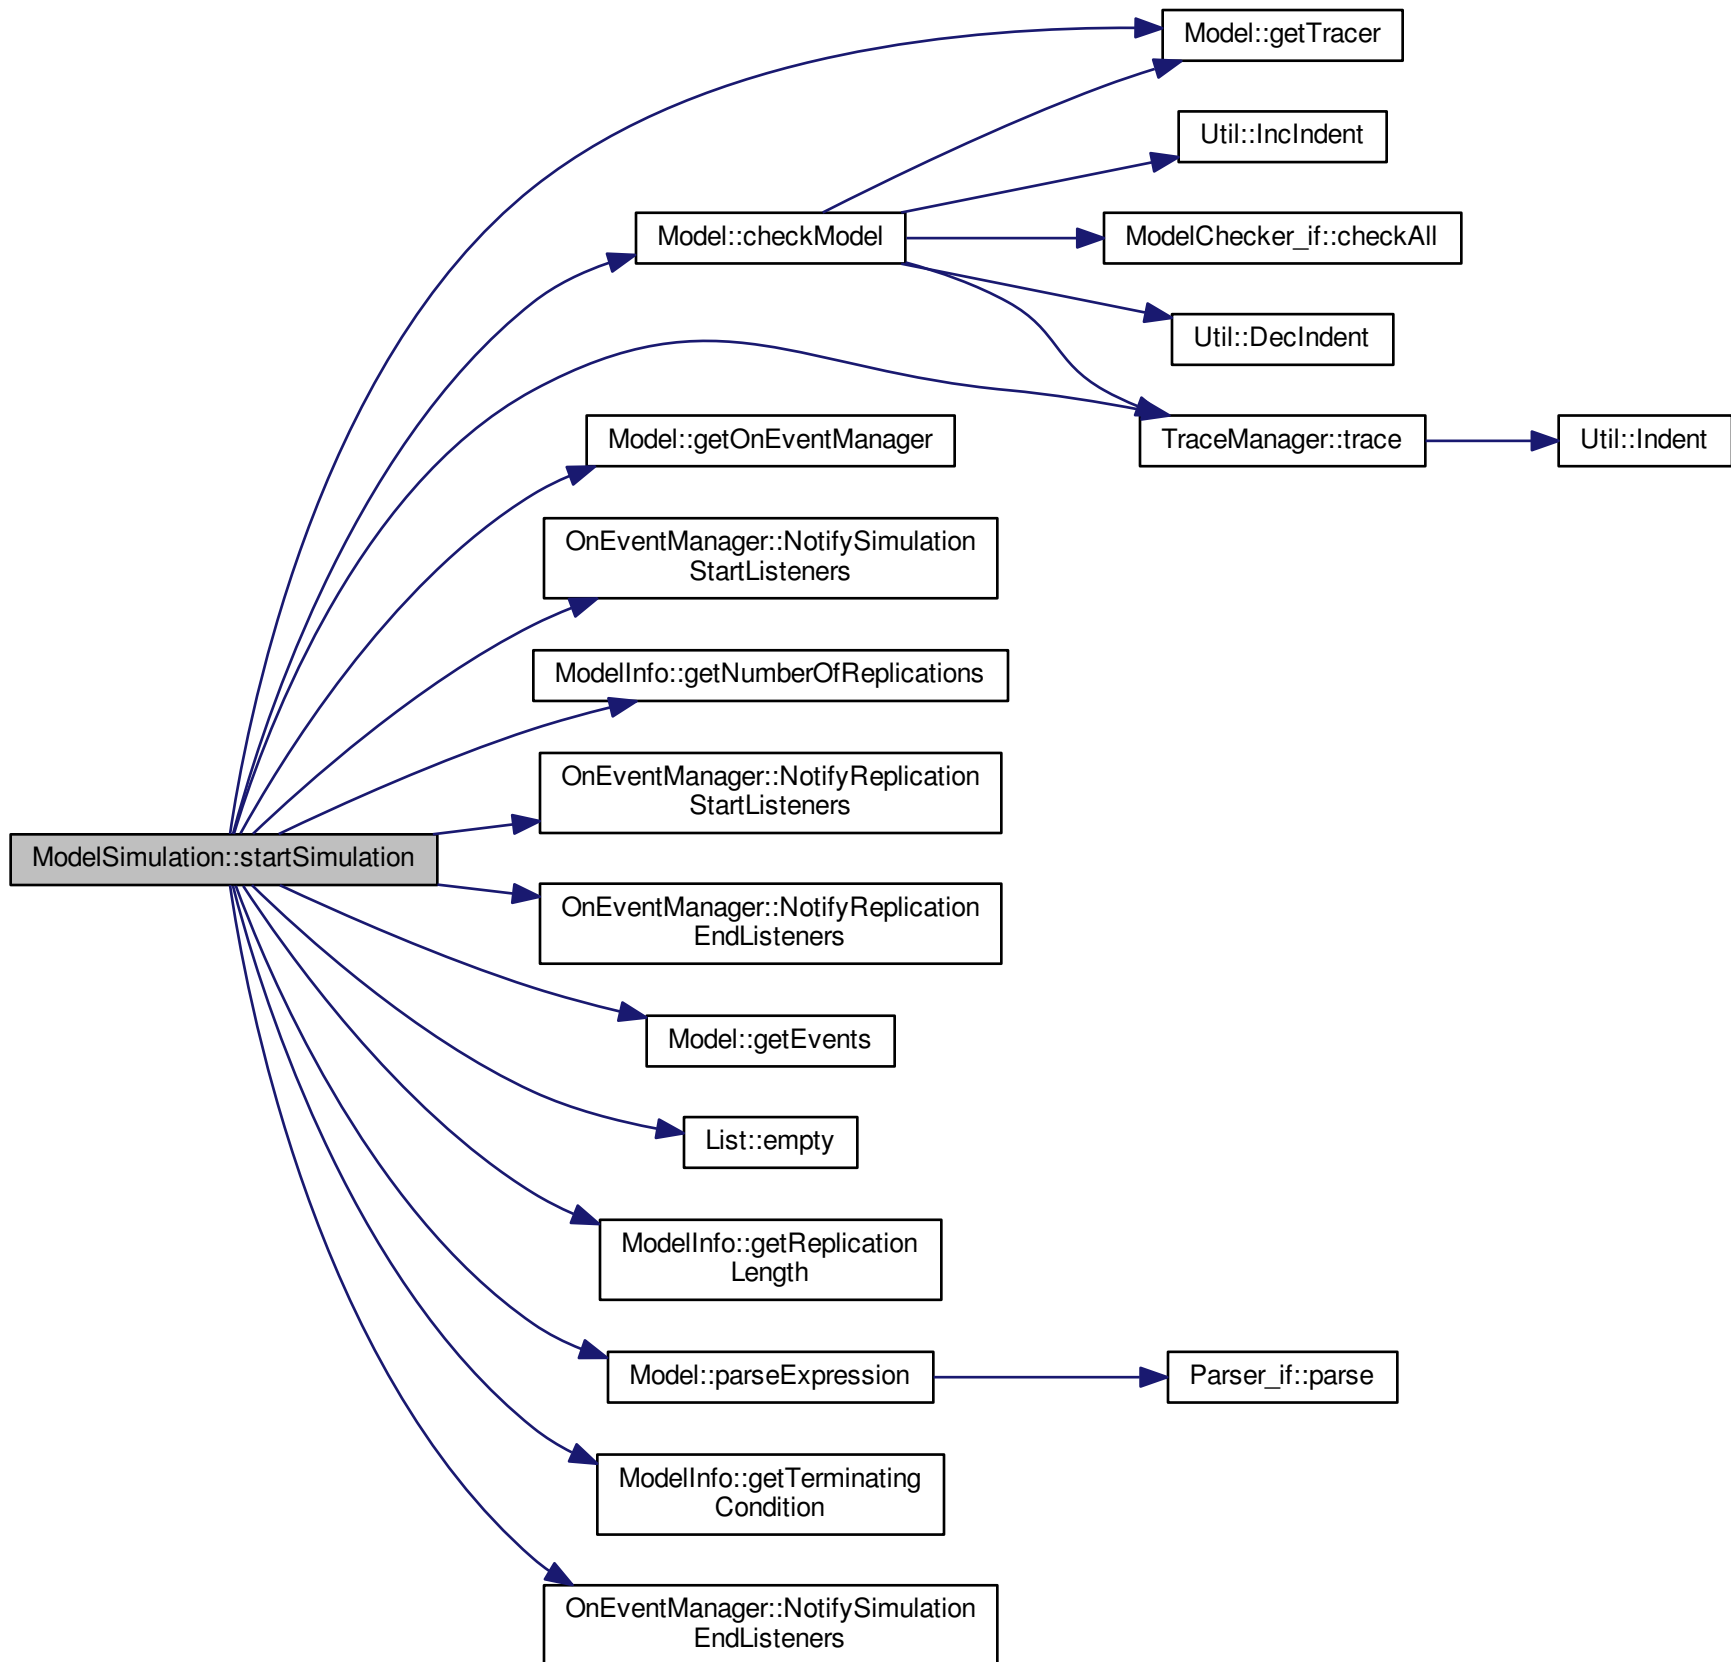 Model::getTracer
Util::IncIndent
Model::checkModel
ModelChecker_if::checkAll
Util::DecIndent
Model::getOnEventManager
TraceManager::trace
Util::Indent
OnEventManager::NotifySimulation
StartListeners
ModelInfo::getNumberOfReplications
OnEventManager::NotifyReplication
StartListeners
ModelSimulation::startSimulation
OnEventManager::NotifyReplication
EndListeners
Model::getEvents
List::empty
ModelInfo::getReplication
Length
Model::parseExpression
Parser_if::parse
ModelInfo::getTerminating
Condition
OnEventManager::NotifySimulation
EndListeners